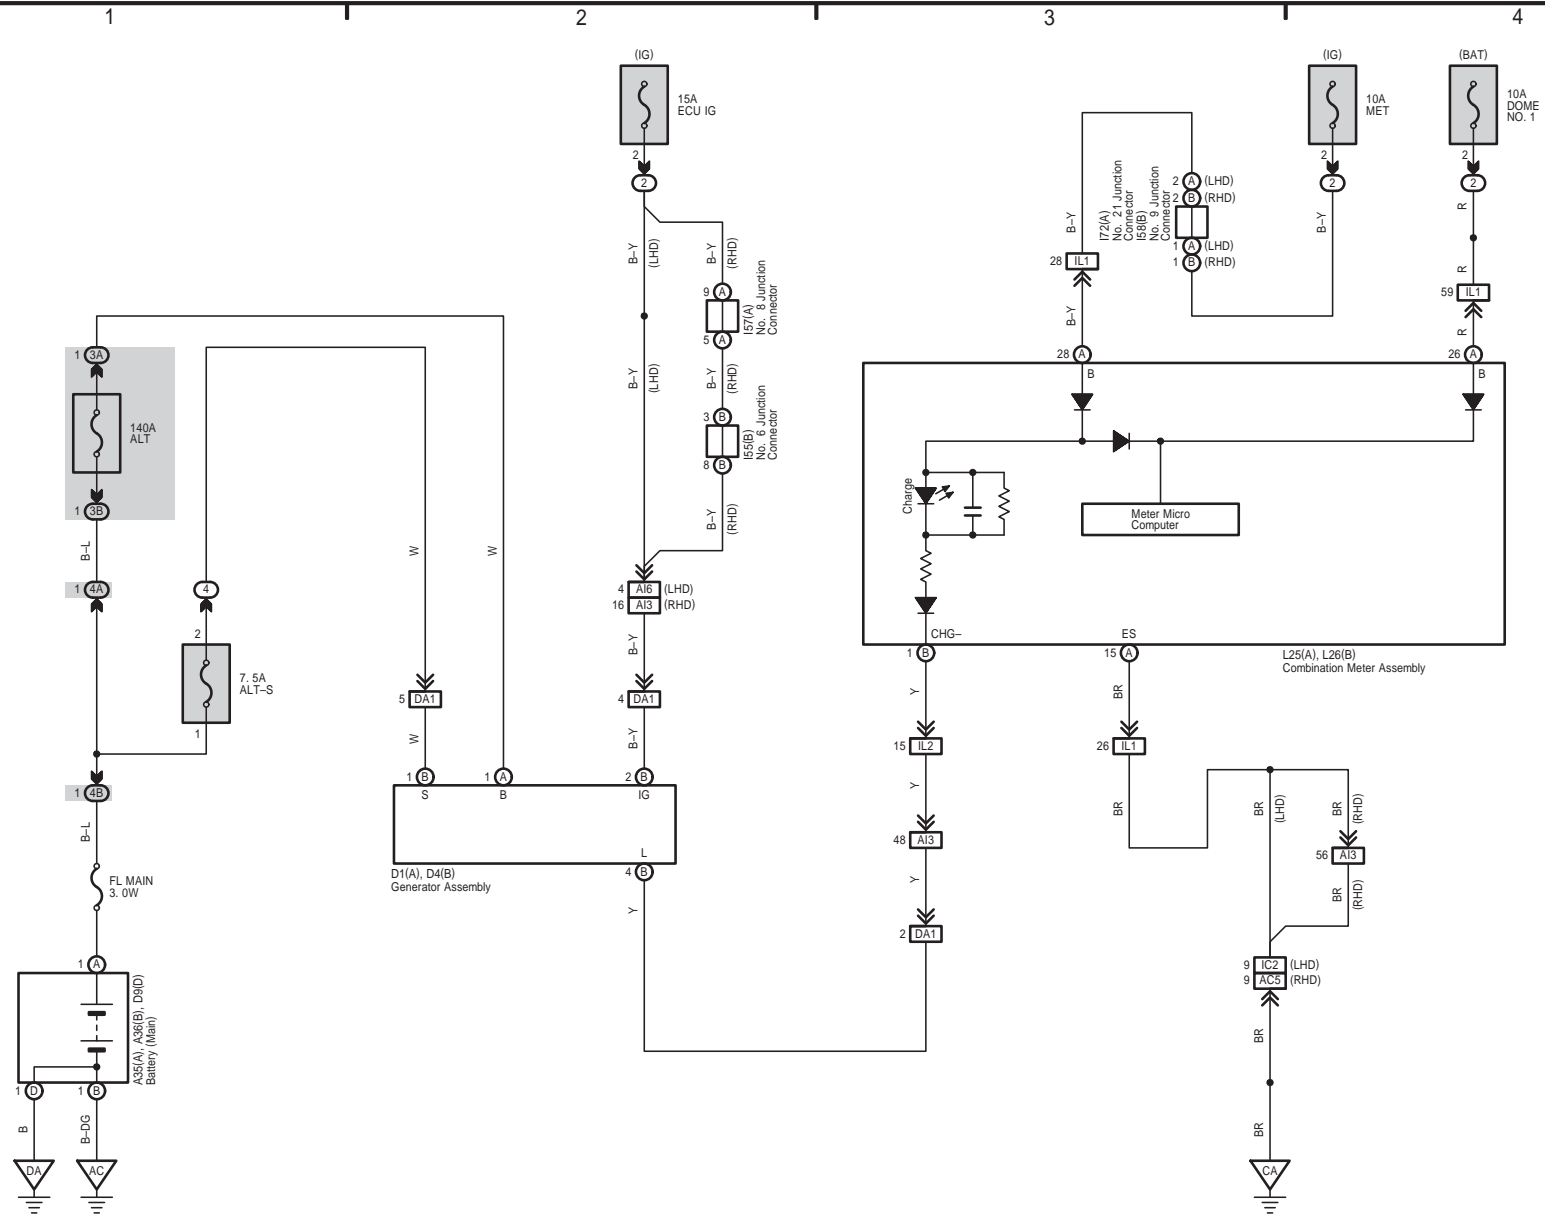 1
2
3
4
(IG)
15A
ECU IG
2
2
(IG)
10A
MET
2
2
(BAT)
10A
DOME
NO. 1
2
2
B–Y
(LHD)
B–Y
(RHD)
9 A
I57(A)
No. 8 Junction
Connector
5 A
B–Y
(LHD)
B–Y
(RHD)
3 B
I55(B)
No. 6 Junction
Connector
8 B
B–Y
(RHD)
4 AI6 (LHD)
16 AI3 (RHD)
B–Y
4 DA1
B–Y
2 B
IG
B–Y
28 IL1
B–Y
28 A
B
I72(A)
No. 21 Junction
Connector
I58(B)
No. 9 Junction
Connector
2 A (LHD)
2 B (RHD)
1 A (LHD)
1 B (RHD)
B–Y
R
R
59 IL1
R
26 A
B
1 3A
140A
ALT
1 3B
B–L
1 4A
4
2
7. 5A
ALT–S
1
1 4B
B–L
FL MAIN
3. 0W
1 A
A35(A), A36(B), D9(D)
Battery (Main)
1 D
1 B
B
B–DG
DA
AC
W
W
5 DA1
W
1 B
S
1 A
B
L
4 B
D1(A), D4(B)
Generator Assembly
Y
Charge
Meter Micro
Computer
CHG–
1 B
ES
15 A
L25(A), L26(B)
Combination Meter Assembly
Y
15 IL2
Y
48 AI3
Y
2 DA1
BR
26 IL1
BR
BR
(LHD)
BR
(RHD)
56 AI3
BR
(RHD)
9 IC2 (LHD)
9 AC5 (RHD)
BR
BR
CA